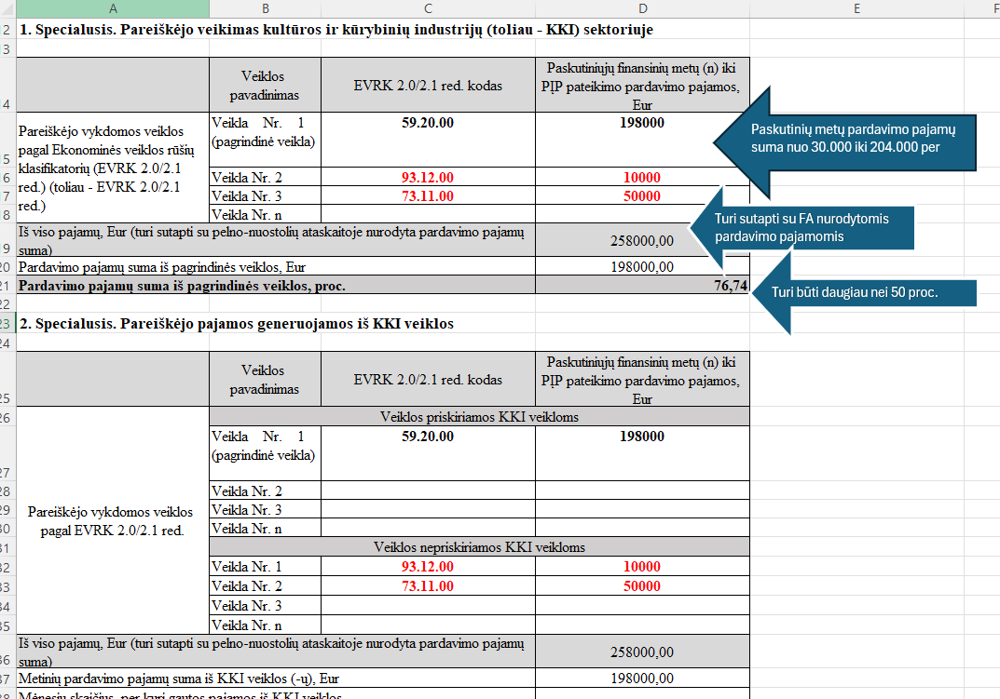 A B C D E F
12 1. Specialusis. Pareiškėjo veikimas kultūros ir kūrybinių industrijų (toliau - KKI) sektoriuje
13
Veiklos pavadinimas
EVRK 2.0/2.1 red. kodas
Paskutiniųjų finansinių metų (n) iki
PĮP pateikimo pardavimo pajamos,
Eur
14
Pareiškėjo vykdomos veiklos
pagal Ekonominės veiklos rūšių
klasifikatorių (EVRK 2.0/2.1
red.) (toliau - EVRK 2.0/2.1
red.)
15 Veikla Nr. 1 59.20.00 198000
(pagrindinė veikla)
16 Veikla Nr. 2 93.12.00 10000
17 Veikla Nr. 3 73.11.00 50000
18 Veikla Nr. n
Paskutinių metų pardavimo pajamų
suma nuo 30.000 iki 204.000 per
19 Iš viso pajamų, Eur (turi sutapti su pelno-nuostolių ataskaitoje nurodyta pardavimo pajamų
suma) 258000,00
Turi sutapti su FA nurodytomis
pardavimo pajamomis
20 Pardavimo pajamų suma iš pagrindinės veiklos, Eur 198000,00
21 Pardavimo pajamų suma iš pagrindinės veiklos, proc. 76,74
Turi būti daugiau nei 50 proc.
22
23 2. Specialusis. Pareiškėjo pajamos generuojamos iš KKI veiklos
24
Veiklos
pavadinimas
EVRK 2.0/2.1 red. kodas
Paskutiniųjų finansinių metų (n) iki
PĮP pateikimo pardavimo pajamos,
Eur
25
26 Veiklos priskiriamos KKI veikloms
Pareiškėjo vykdomos veiklos
pagal EVRK 2.0/2.1 red.
27 Veikla Nr. 1 59.20.00 198000
(pagrindinė veikla)
28 Veikla Nr. 2
29 Veikla Nr. 3
30 Veikla Nr. n
31 Veiklos nepriskiriamos KKI veikloms
32 Veikla Nr. 1 93.12.00 10000
33 Veikla Nr. 2 73.11.00 50000
34 Veikla Nr. 3
35 Veikla Nr. n
36 Iš viso pajamų, Eur (turi sutapti su pelno-nuostolių ataskaitoje nurodyta pardavimo pajamų
suma) 258000,00
37 Metinių pardavimo pajamų suma iš KKI veiklos (-ų), Eur 198000,00
38 Mėnesių skaičius, per kurį gautos pajamos iš KKI veiklos